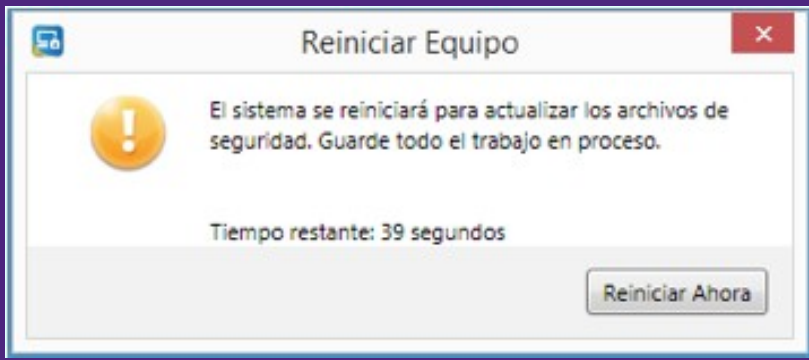 Reiniciar Equipo
El sistema se reiniciará para actualizar los archivos de
seguridad. Guarde todo el trabajo en proceso.
Tiempo restante: 39 segundos
Reiniciar Ahora